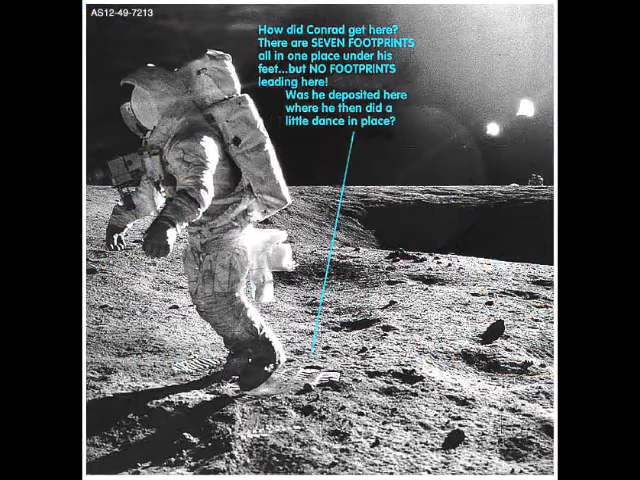 AS12-49-7213
How did Conrad get here?
There are SEVEN FOOTPRINTS
all in one place under his
feet...but NO FOOTPRINTS
leading here!
Was he deposited here
where he then did a
little dance in place?